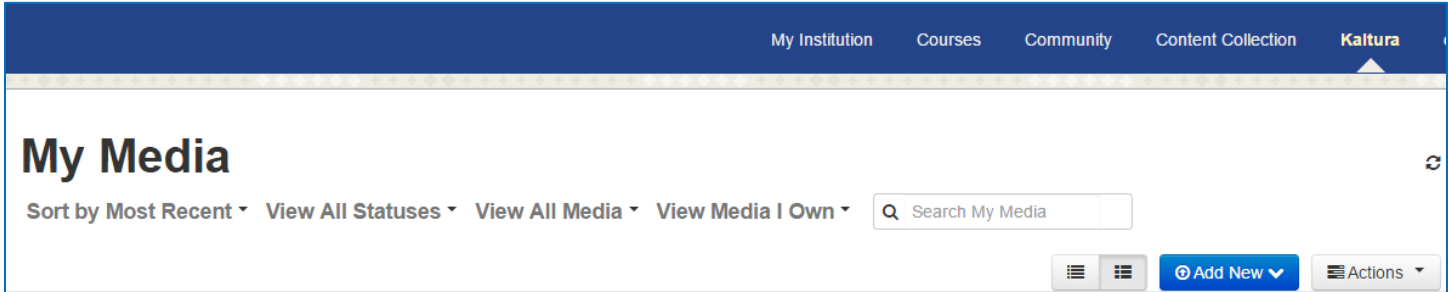 My Institution Courses Community Content Collection Kaltura
My Media
Sort by Most Recent View All Statuses View All Media View Media I Own Search My Media
Add New Actions